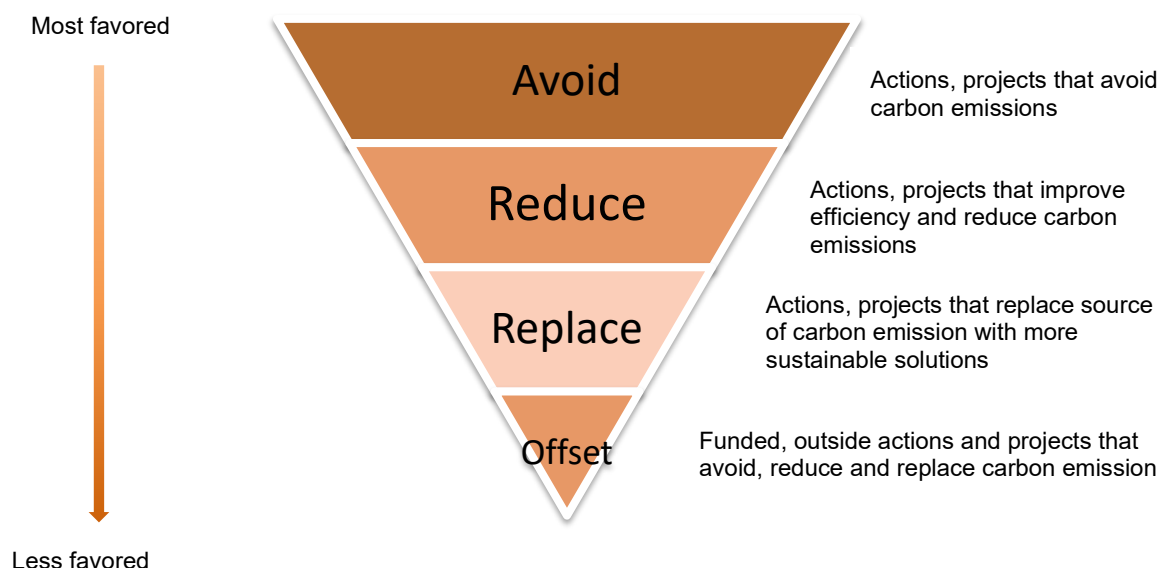 Most favored
Avoid
Actions, projects that avoid
carbon emissions
Reduce
Actions, projects that improve
efficiency and reduce carbon
emissions
Replace
Actions, projects that replace source
of carbon emission with more
sustainable solutions
Offset
Funded, outside actions and projects that
avoid, reduce and replace carbon emission
Less favored